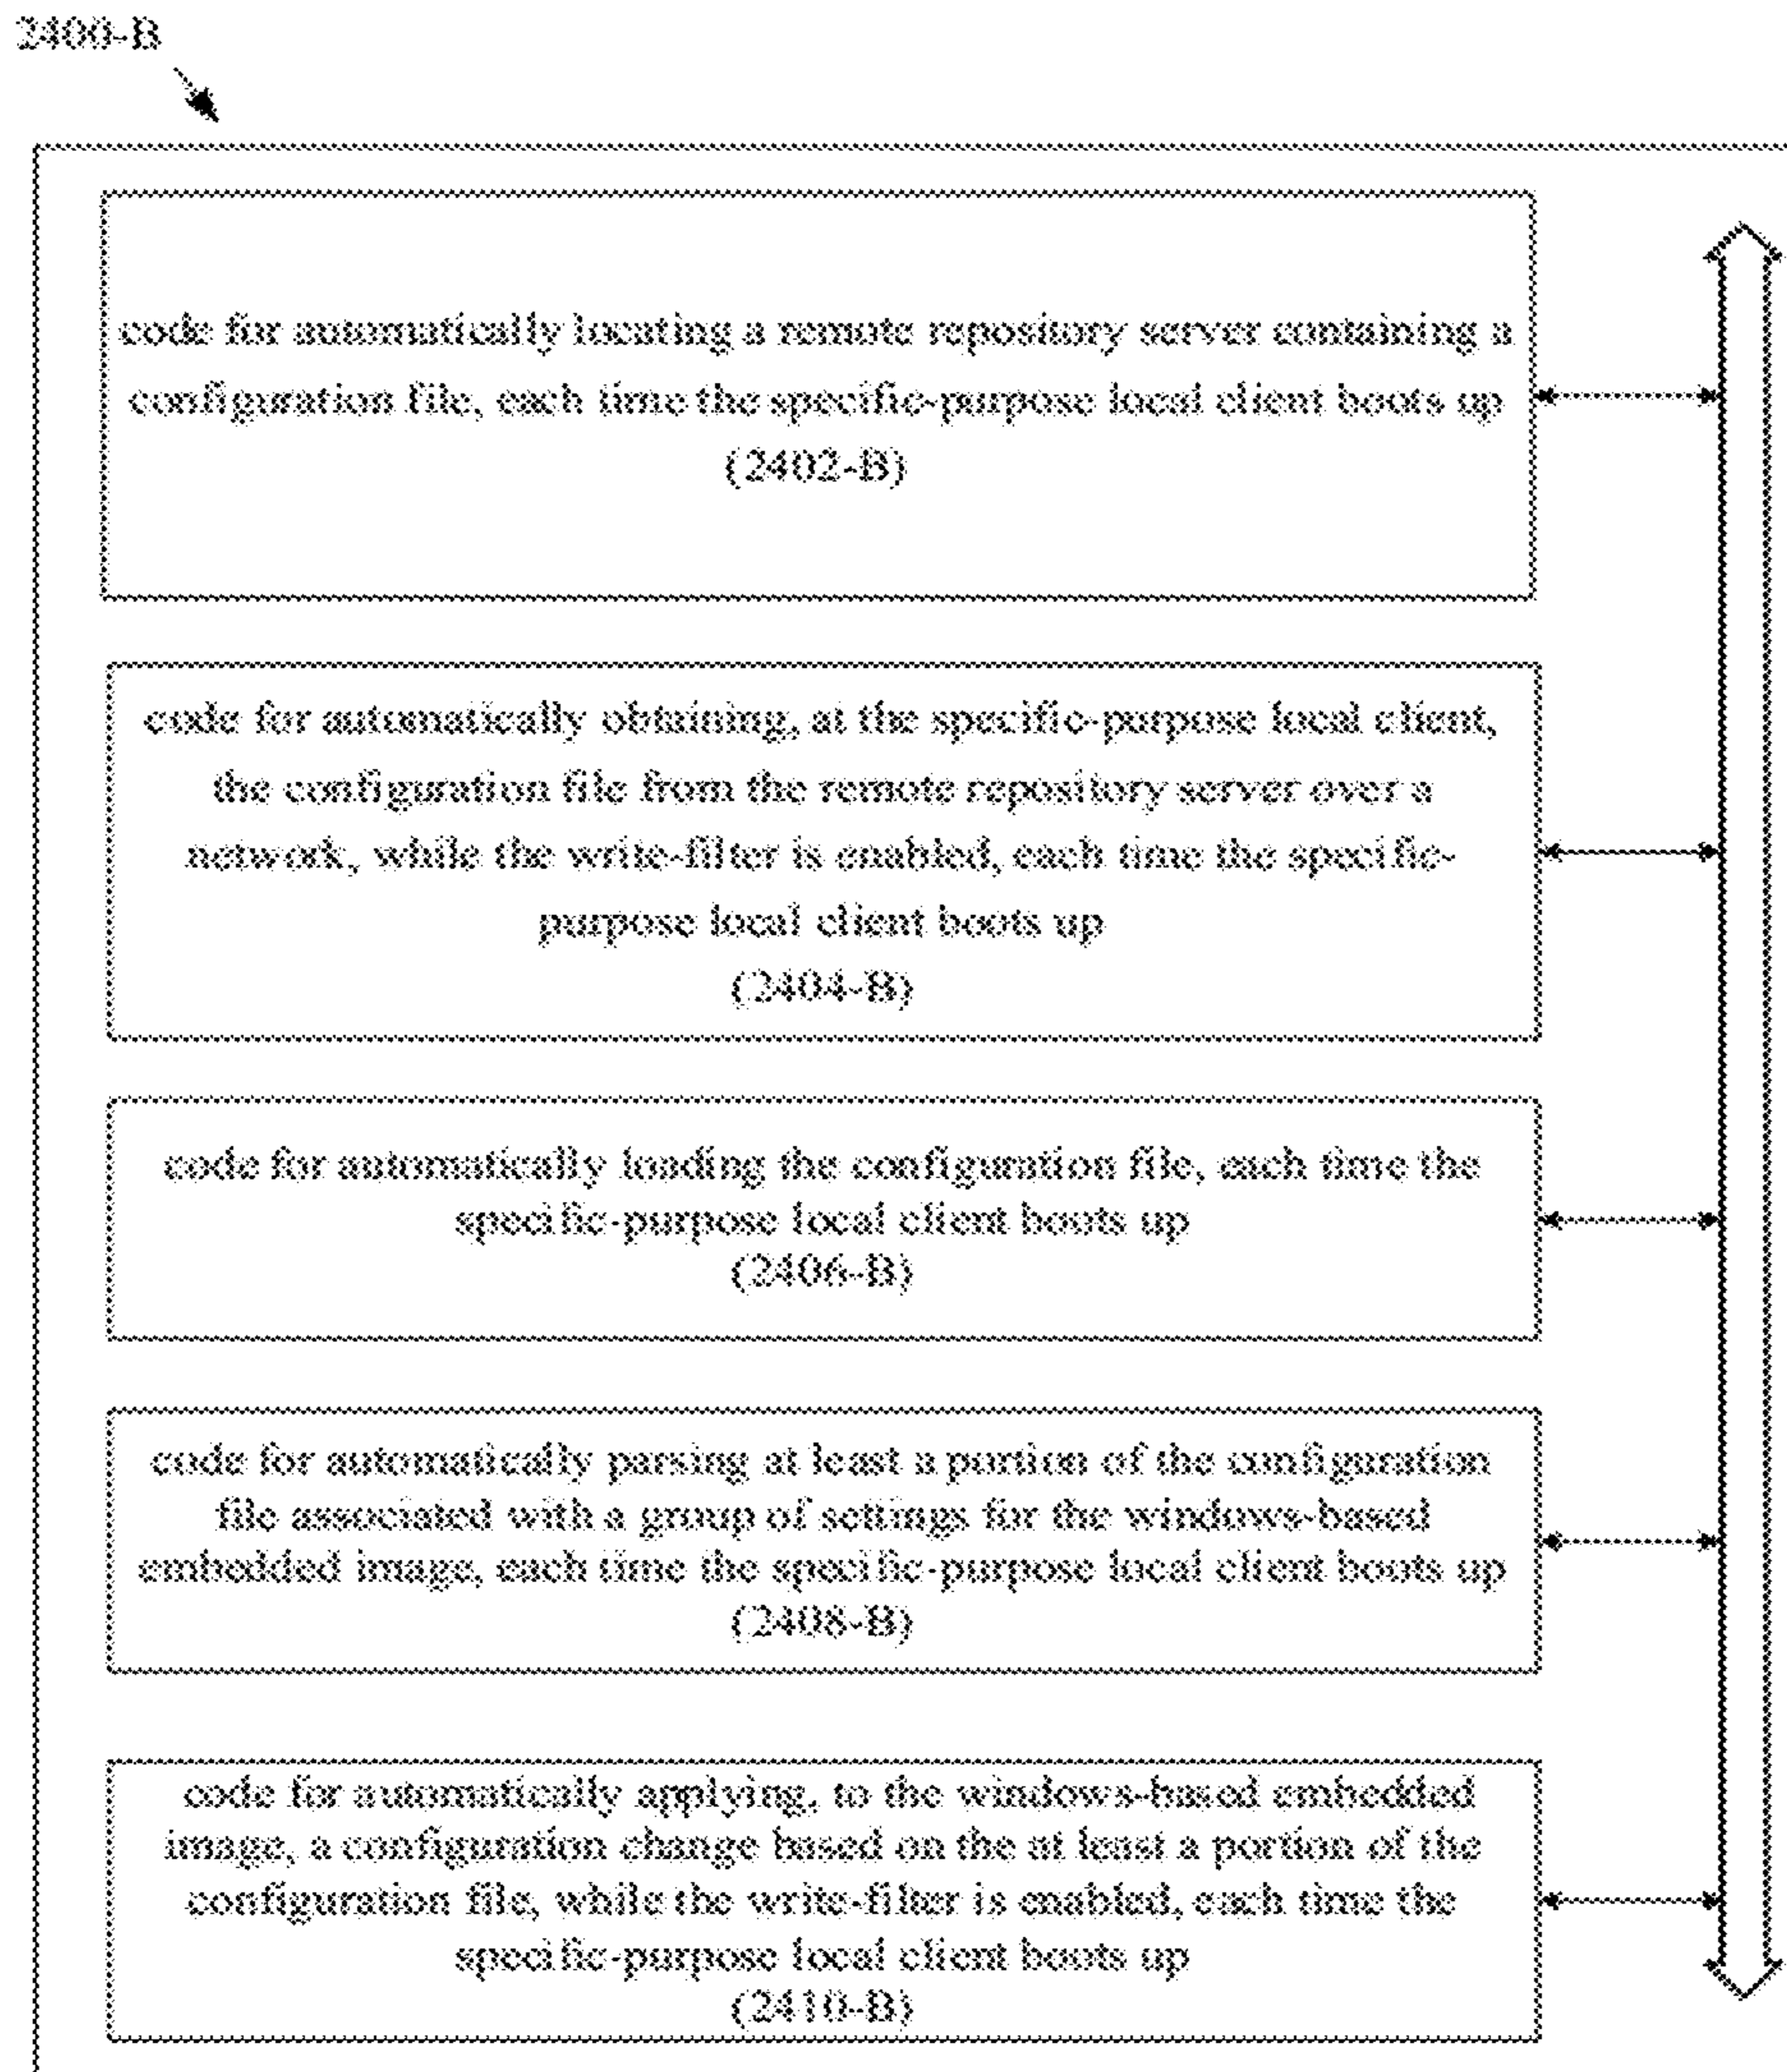 2400-B
code for automatically locating a remote repository server containing a
configuration file, each time the specific-purpose local client boots up
(2402-B)
code for automatically obtaining, at the specific-purpose local client,
the configuration file from the remote repository server over a
network, while the write-filter is enabled, each time the specific-
purpose local client boots up
(2404-B)
code for automatically loading the configuration file, each time the
specific-purpose local client boots up
(2406-B)
code for automatically parsing at least a portion of the configuration
file associated with a group of settings for the windows-based
embedded image, each time the specific-purpose local client boots up
(2408-B)
code for automatically applying, to the windows-based embedded
image, a configuration change based on the at least a portion of the
configuration file, while the write-filter is enabled, each time the
specific-purpose local client boots up
(2410-B)